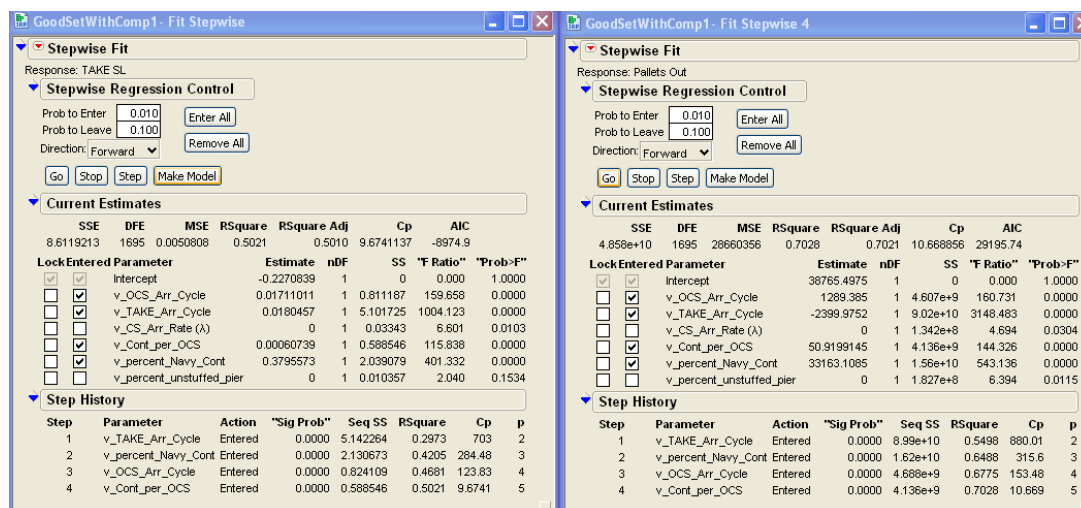 GoodSetWithComp1- Fit Stepwise
Stepwise Fit
Response: TAKE SL
Stepwise Regression Control
Prob to Enter 0.010 Enter All
Prob to Leave 0.100 Remove All
Direction: Forward
Go Stop Step Make Model
Current Estimates
SSE DFE MSE RSquare RSquare Adj Cp AIC
8.6119213 1695 0.0050808 0.5021 0.5010 9.6741137 -8974.9
Lock Entered Parameter Estimate nDF SS "F Ratio" "Prob>F"
Intercept -0.2270839 1 0 0.000 1.0000
v_OCS_Arr_Cycle 0.01711011 1 0.811187 159.658 0.0000
v_TAKE_Arr_Cycle 0.0180457 1 5.101725 1004.123 0.0000
v_CS_Arr_Rate (λ) 0 1 0.03343 6.601 0.0103
v_Cont_per_OCS 0.00060739 1 0.588546 115.838 0.0000
v_percent_Navy_Cont 0.3795573 1 2.039079 401.332 0.0000
v_percent_unstuffed_pier 0 1 0.010357 2.040 0.1534
Step History
Step Parameter Action "Sig Prob" Seq SS RSquare Cp p
1 v_TAKE_Arr_Cycle Entered 0.0000 5.142264 0.2973 703 2
2 v_percent_Navy_Cont Entered 0.0000 2.130673 0.4205 284.48 3
3 v_OCS_Arr_Cycle Entered 0.0000 0.824109 0.4681 123.83 4
4 v_Cont_per_OCS Entered 0.0000 0.588546 0.5021 9.6741 5
GoodSetWithComp1- Fit Stepwise 4
Stepwise Fit
Response: Pallets Out
Stepwise Regression Control
Prob to Enter 0.010 Enter All
Prob to Leave 0.100 Remove All
Direction: Forward
Go Stop Step Make Model
Current Estimates
SSE DFE MSE RSquare RSquare Adj Cp AIC
4.858e+10 1695 28660356 0.7028 0.7021 10.668856 29195.74
Lock Entered Parameter Estimate nDF SS "F Ratio" "Prob>F"
Intercept 38765.4975 1 0 0.000 1.0000
v_OCS_Arr_Cycle 1289.385 1 4.607e+9 160.731 0.0000
v_TAKE_Arr_Cycle -2399.9752 1 9.02e+10 3148.483 0.0000
v_CS_Arr_Rate (λ) 0 1 1.342e+8 4.694 0.0304
v_Cont_per_OCS 50.9199145 1 4.136e+9 144.326 0.0000
v_percent_Navy_Cont 33163.1085 1 1.56e+10 543.136 0.0000
v_percent_unstuffed_pier 0 1 1.827e+8 6.394 0.0115
Step History
Step Parameter Action "Sig Prob" Seq SS RSquare Cp p
1 v_TAKE_Arr_Cycle Entered 0.0000 8.99e+10 0.5498 880.01 2
2 v_percent_Navy_Cont Entered 0.0000 1.62e+10 0.6488 315.6 3
3 v_OCS_Arr_Cycle Entered 0.0000 4.688e+9 0.6775 153.48 4
4 v_Cont_per_OCS Entered 0.0000 4.136e+9 0.7028 10.669 5